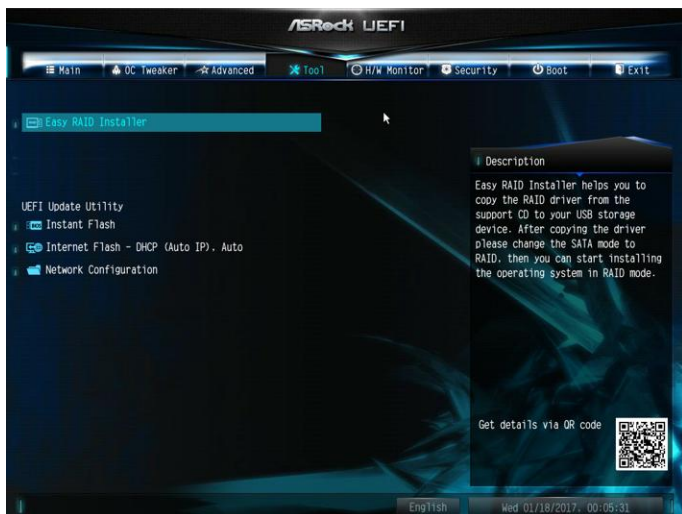 ASRock UEFI
Main OC Tweaker Advanced Tool H/W Monitor Security Boot Exit
Easy RAID Installer
UEFI Update Utility
Instant Flash
Internet Flash - DHCP (Auto IP), Auto
Network Configuration
Description
Easy RAID Installer helps you to
copy the RAID driver from the
support CD to your USB storage
device. After copying the driver
please change the SATA mode to
RAID, then you can start installing
the operating system in RAID mode.
Get details via QR code
English
Wed 01/18/2017, 00:05:31